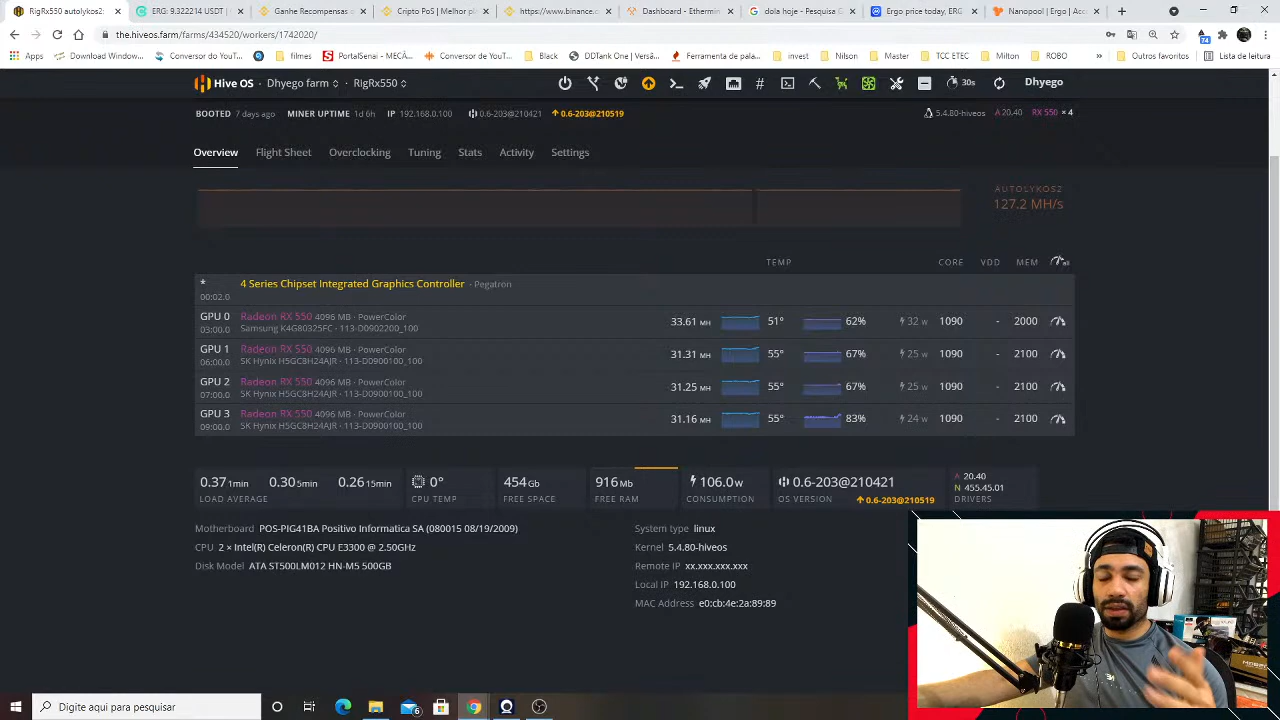 RigRx550 autolykos2:
ERG: 9.322214 USDT |
Ganhe Recompensas
Cripto PoS | Melhor p
https://www.binance.c
Dashboard - Ethermin
dola hoje - Pesquisa G
Ergo price today, ERG
Nanopool | Ergo | Acc
the.hiveos.farm/farms/434520/workers/1742020/
74
Apps
Download Window...
Conversor do YouT...
filmes
PortalSenai - MECÂ...
Conversor de YouT...
Black
DDTank One (Versã...
Ferramenta de rem...
invest
Nilson
Master
TCC ETEC
Milton
ROBO
»
Outros favoritos
Lista de leitura
Hive OS · Dhyego farm · RigRx550
30s
Dhyego
BOOTED 7 days ago MINER UPTIME 1d 6h IP 192.168.0.100 0.6-203@210421 0.6-203@210519
5.4.80-hiveos A 20.40 RX 550 × 4
Overview Flight Sheet Overclocking Tuning Stats Activity Settings
AUTOLYKOS2
127.2 MH/s
TEMP CORE VDD MEM
* 4 Series Chipset Integrated Graphics Controller · Pegatron
00:02.0
GPU 0 Radeon RX 550 4096 MB · PowerColor 33.61 MH 51° 62% 32 w 1090 - 2000
03:00.0 Samsung K4G80325FC · 113-D0902200_100
GPU 1 Radeon RX 550 4096 MB · PowerColor 31.31 MH 55° 67% 25 w 1090 - 2100
06:00.0 SK Hynix H5GC8H24AJR · 113-D0900100_100
GPU 2 Radeon RX 550 4096 MB · PowerColor 31.25 MH 55° 67% 25 w 1090 - 2100
07:00.0 SK Hynix H5GC8H24AJR · 113-D0900100_100
GPU 3 Radeon RX 550 4096 MB · PowerColor 31.16 MH 55° 83% 24 w 1090 - 2100
09:00.0 SK Hynix H5GC8H24AJR · 113-D0900100_100
0.37 1min 0.30 5min 0.26 15min
LOAD AVERAGE
0°
CPU TEMP
454 Gb
FREE SPACE
916 Mb
FREE RAM
106.0 W
CONSUMPTION
0.6-203@210421
OS VERSION 0.6-203@210519
A 20.40
N 455.45.01
DRIVERS
Motherboard POS-PIG41BA Positivo Informatica SA (080015 08/19/2009)
CPU 2 × Intel(R) Celeron(R) CPU E3300 @ 2.50GHz
Disk Model ATA ST500LM012 HN-M5 500GB
System type linux
Kernel 5.4.80-hiveos
Remote IP xx.xxx.xxx.xxx
Local IP 192.168.0.100
MAC Address e0:cb:4e:2a:89:89
Digite aqui para pesquisar
6